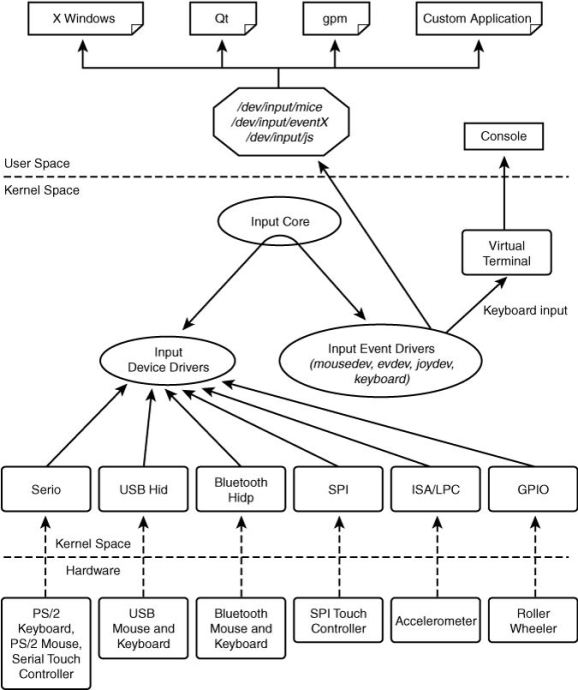 X Windows
Qt
gpm
Custom Application
/dev/input/mice
/dev/input/eventX
/dev/input/js
Console
User Space
Kernel Space
Input Core
Virtual
Terminal
Keyboard input
Input
Device Drivers
Input Event Drivers
(mousedev, evdev, joydev,
keyboard)
Serio
USB Hid
Bluetooth
Hidp
SPI
ISA/LPC
GPIO
Kernel Space
Hardware
PS/2
Keyboard,
PS/2 Mouse,
Serial Touch
Controller
USB
Mouse and
Keyboard
Bluetooth
Mouse and
Keyboard
SPI Touch
Controller
Accelerometer
Roller
Wheeler